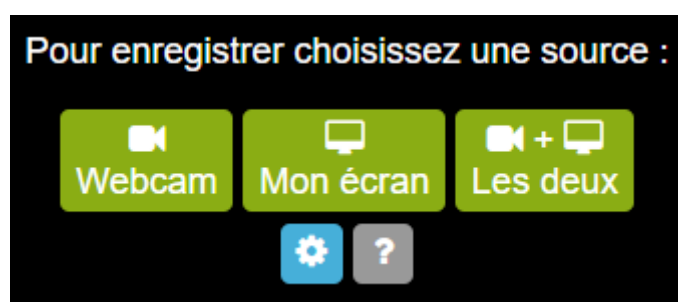 Pour enregistrer choisissez une source :
+
Webcam Mon écran Les deux
?